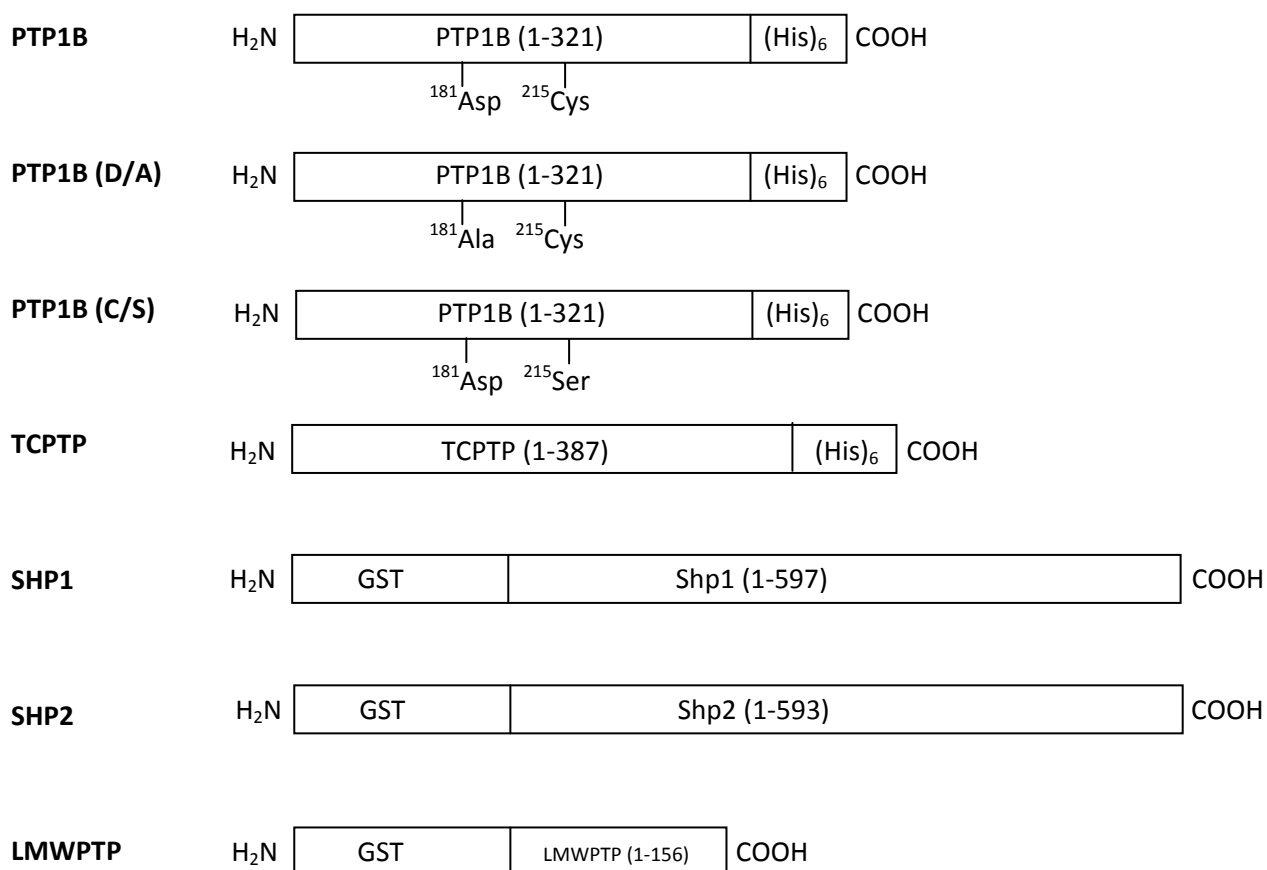 PTP1B H₂N PTP1B (1-321) (His)₆ COOH
¹⁸¹Asp ²¹⁵Cys
PTP1B (D/A) H₂N PTP1B (1-321) (His)₆ COOH
¹⁸¹Ala ²¹⁵Cys
PTP1B (C/S) H₂N PTP1B (1-321) (His)₆ COOH
¹⁸¹Asp ²¹⁵Ser
TCPTP H₂N TCPTP (1-387) (His)₆ COOH
SHP1 H₂N GST Shp1 (1-597) COOH
SHP2 H₂N GST Shp2 (1-593) COOH
LMWPTP H₂N GST LMWPTP (1-156) COOH